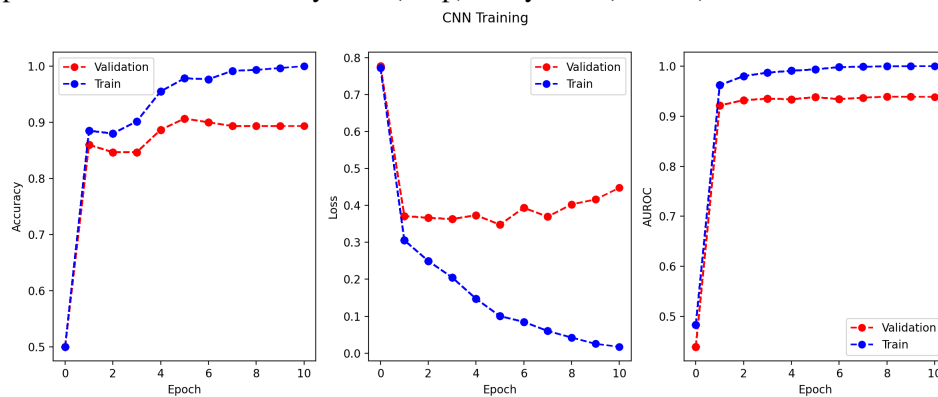 CNN Training
1.0
0.9
0.8
0.7
0.6
0.5
0 2 4 6 8 10
Accuracy
Epoch
Validation
Train
0.8
0.7
0.6
0.5
0.4
0.3
0.2
0.1
0.0
0 2 4 6 8 10
Loss
Epoch
Validation
Train
1.0
0.9
0.8
0.7
0.6
0.5
0 2 4 6 8 10
AUROC
Epoch
Validation
Train